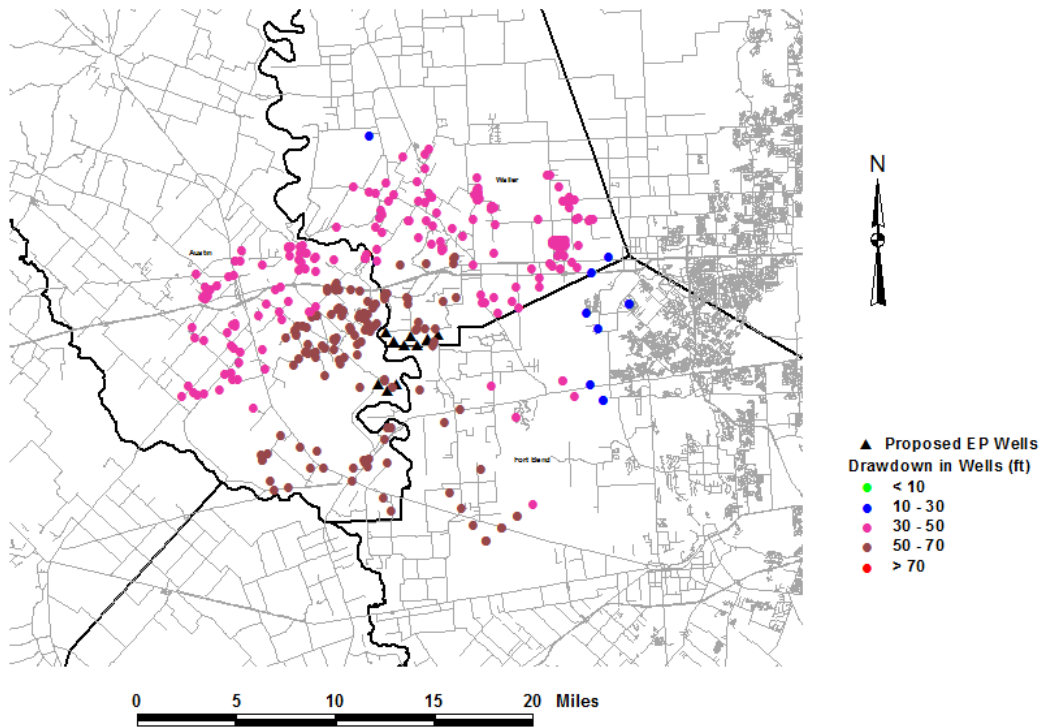 N
Waller
Austin
Fort Bend
▲ Proposed EP Wells
Drawdown in Wells (ft)
< 10
10 - 30
30 - 50
50 - 70
> 70
0 5 10 15 20 Miles